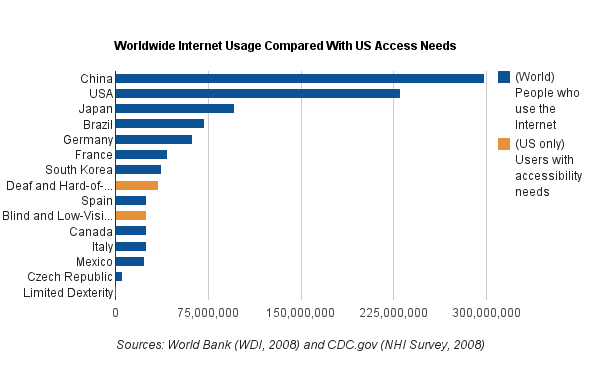 Worldwide Internet Usage Compared With US Access Needs
China
USA
Japan
Brazil
Germany
France
South Korea
Deaf and Hard-of-...
Spain
Blind and Low-Visi...
Canada
Italy
Mexico
Czech Republic
Limited Dexterity
0 75,000,000 150,000,000 225,000,000 300,000,000
(World)
People who
use the
Internet
(US only)
Users with
accessibility
needs
Sources: World Bank (WDI, 2008) and CDC.gov (NHI Survey, 2008)